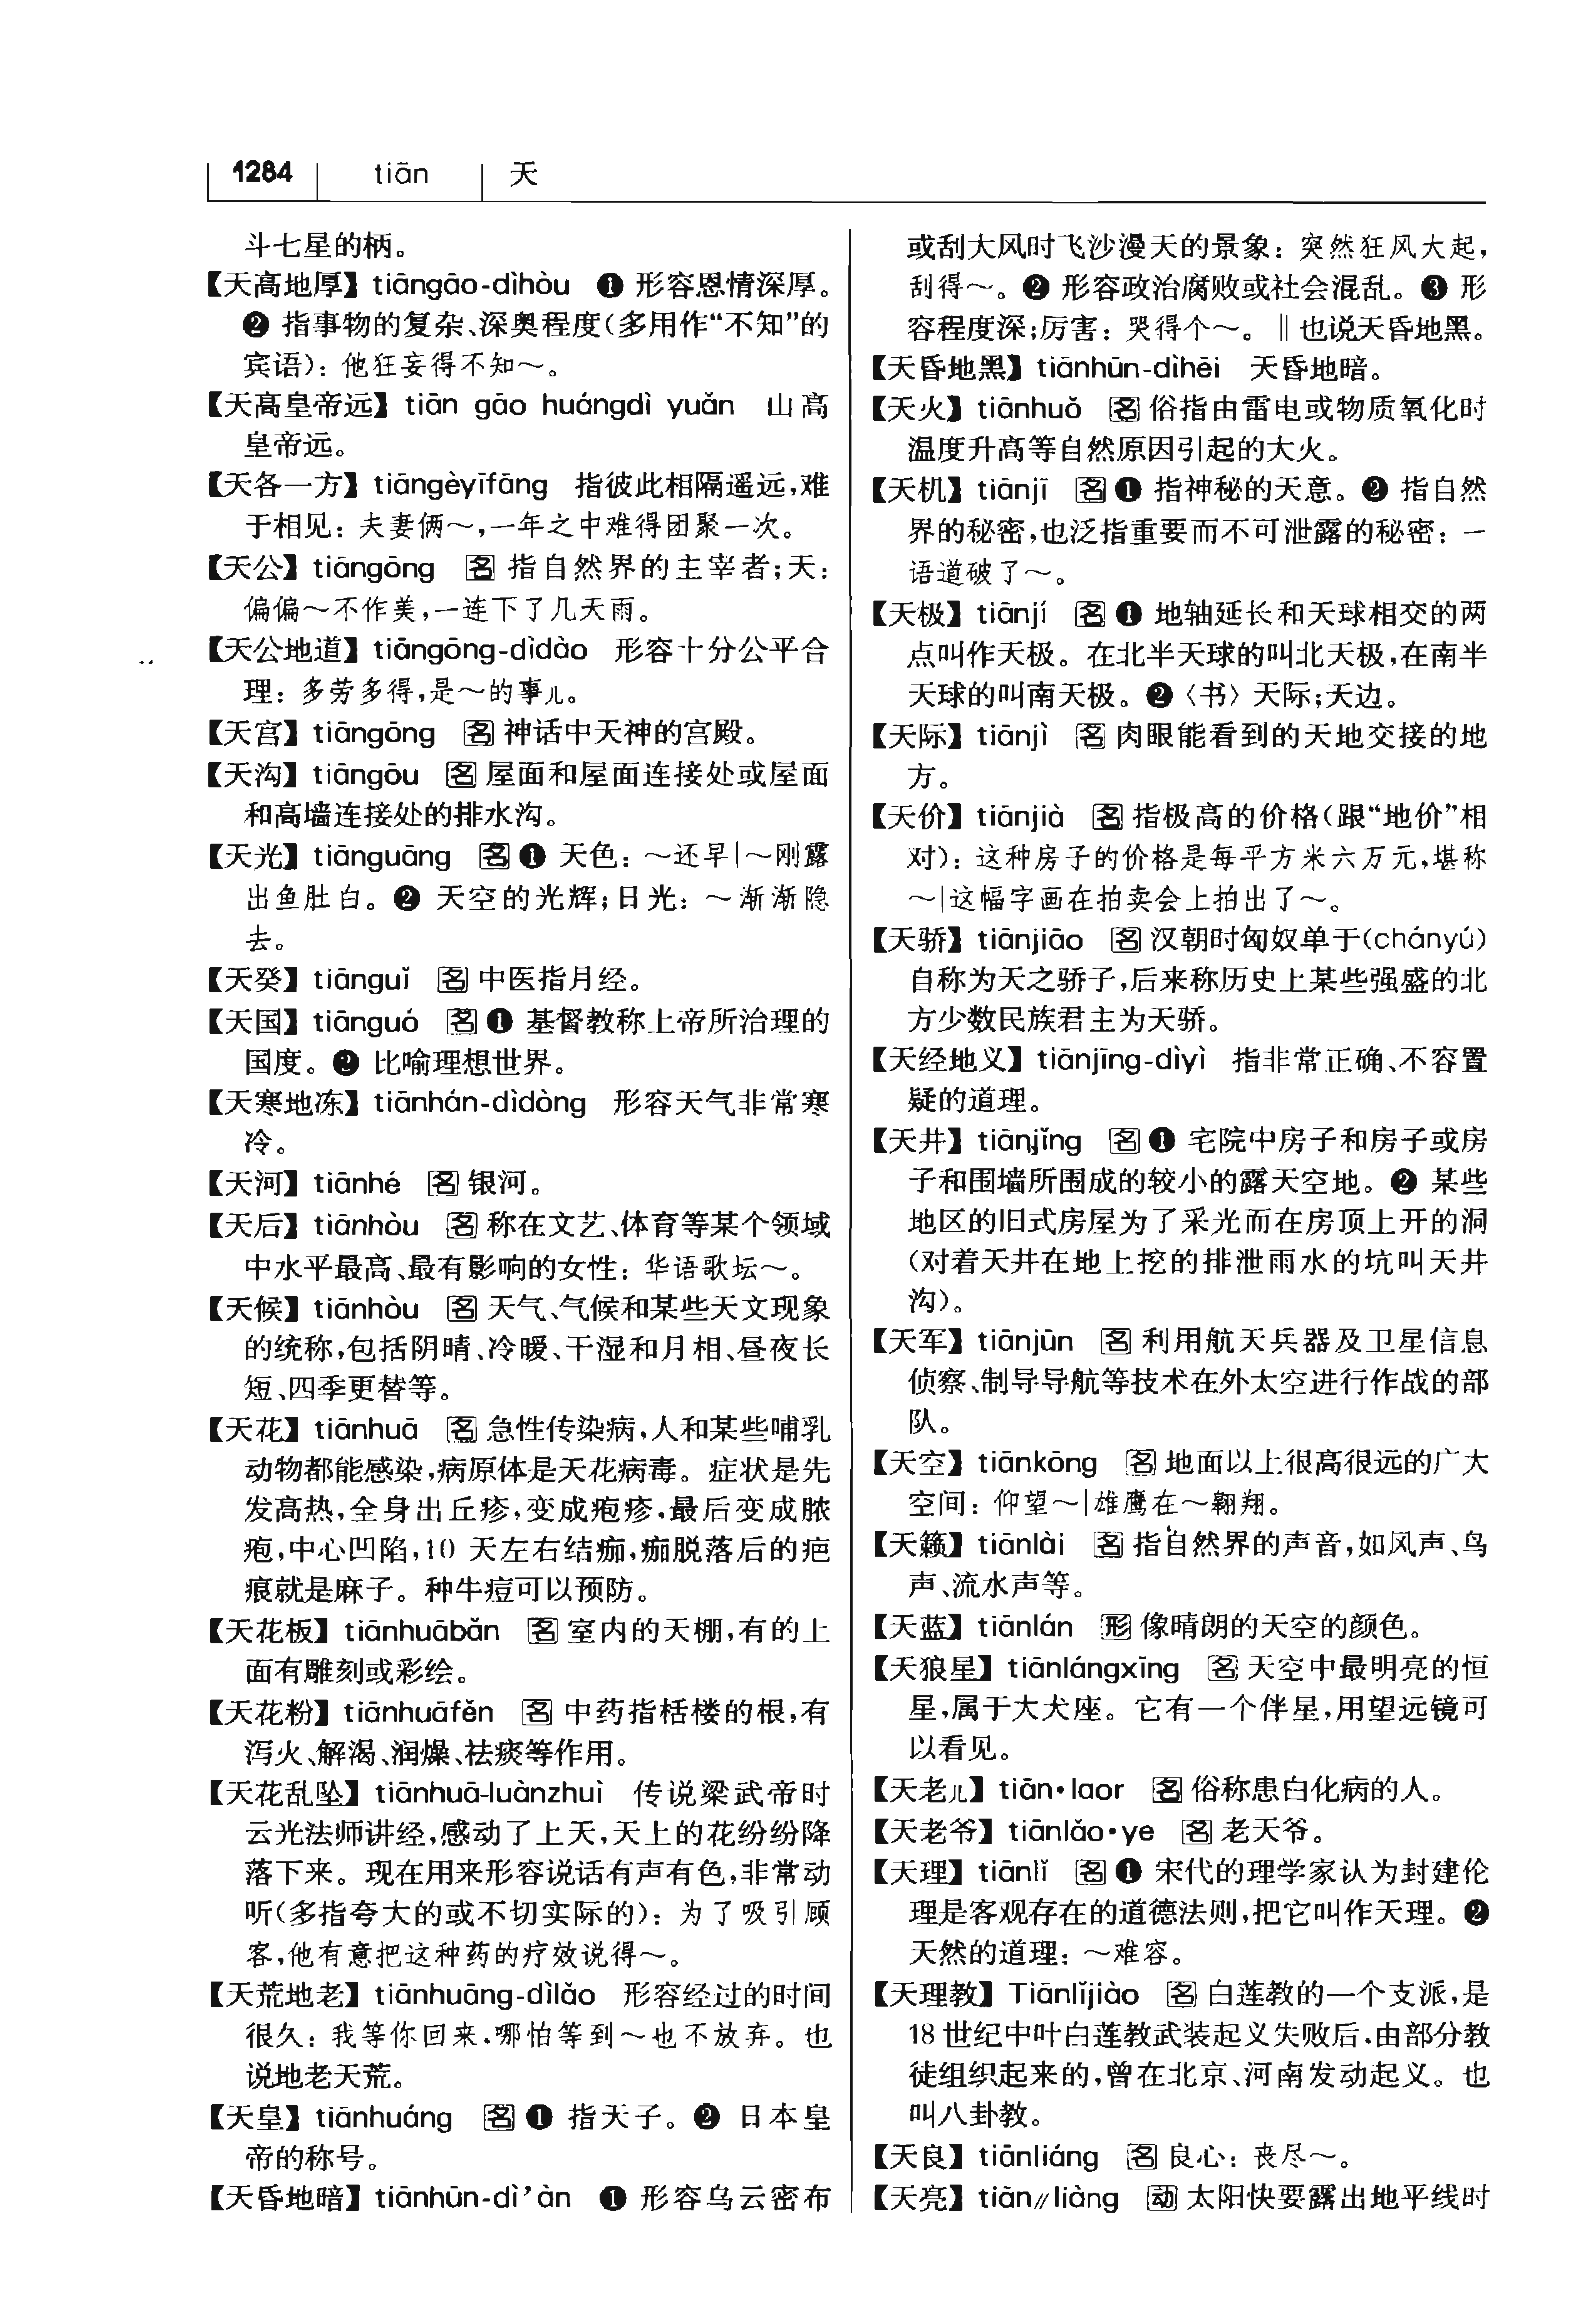 1284 tiān 天
斗七星的柄。
【天高地厚】tiāngāo-dìhòu ❶ 形容恩情深厚。
❷ 指事物的复杂、深奥程度(多用作“不知”的
宾语):他狂妄得不知～。
【天高皇帝远】tiān gāo huángdì yuǎn 山高
皇帝远。
【天各一方】tiāngèyīfāng 指彼此相隔遥远,难
于相见:夫妻俩～,一年之中难得团聚一次。
【天公】tiāngōng 名 指自然界的主宰者;天:
偏偏～不作美,一连下了几天雨。
【天公地道】tiāngōng-dìdào 形容十分公平合
理:多劳多得,是～的事儿。
【天宫】tiāngōng 名 神话中天神的宫殿。
【天沟】tiāngōu 名 屋面和屋面连接处或屋面
和高墙连接处的排水沟。
【天光】tiānguāng 名 ❶ 天色:～还早|～刚露
出鱼肚白。❷ 天空的光辉;日光:～渐渐隐
去。
【天癸】tiānguǐ 名 中医指月经。
【天国】tiānguó 名 ❶ 基督教称上帝所治理的
国度。❷ 比喻理想世界。
【天寒地冻】tiānhán-dìdòng 形容天气非常寒
冷。
【天河】tiānhé 名 银河。
【天后】tiānhòu 名 称在文艺、体育等某个领域
中水平最高、最有影响的女性:华语歌坛～。
【天候】tiānhòu 名 天气、气候和某些天文现象
的统称,包括阴晴、冷暖、干湿和月相、昼夜长
短、四季更替等。
【天花】tiānhuā 名 急性传染病,人和某些哺乳
动物都能感染,病原体是天花病毒。症状是先
发高热,全身出丘疹,变成疱疹,最后变成脓
疱,中心凹陷,10 天左右结痂,痂脱落后的疤
痕就是麻子。种牛痘可以预防。
【天花板】tiānhuābǎn 名 室内的天棚,有的上
面有雕刻或彩绘。
【天花粉】tiānhuāfěn 名 中药指栝楼的根,有
泻火、解渴、润燥、祛痰等作用。
【天花乱坠】tiānhuā-luànzhuì 传说梁武帝时
云光法师讲经,感动了上天,天上的花纷纷降
落下来。现在用来形容说话有声有色,非常动
听(多指夸大的或不切实际的):为了吸引顾
客,他有意把这种药的疗效说得～。
【天荒地老】tiānhuāng-dìlǎo 形容经过的时间
很久:我等你回来,哪怕等到～也不放弃。也
说地老天荒。
【天皇】tiānhuáng 名 ❶ 指天子。❷ 日本皇
帝的称号。
【天昏地暗】tiānhūn-dì’àn ❶ 形容乌云密布
或刮大风时飞沙漫天的景象:突然狂风大起,
刮得～。❷ 形容政治腐败或社会混乱。❸ 形
容程度深;厉害:哭得个～。‖也说天昏地黑。
【天昏地黑】tiānhūn-dìhēi 天昏地暗。
【天火】tiānhuǒ 名 俗指由雷电或物质氧化时
温度升高等自然原因引起的大火。
【天机】tiānjī 名 ❶ 指神秘的天意。❷ 指自然
界的秘密,也泛指重要而不可泄露的秘密:一
语道破了～。
【天极】tiānjí 名 ❶ 地轴延长和天球相交的两
点叫作天极。在北半天球的叫北天极,在南半
天球的叫南天极。❷〈书〉天际;天边。
【天际】tiānjì 名 肉眼能看到的天地交接的地
方。
【天价】tiānjià 名 指极高的价格(跟“地价”相
对):这种房子的价格是每平方米六万元,堪称
～|这幅字画在拍卖会上拍出了～。
【天骄】tiānjiāo 名 汉朝时匈奴单于(chányú)
自称为天之骄子,后来称历史上某些强盛的北
方少数民族君主为天骄。
【天经地义】tiānjīng-dìyì 指非常正确、不容置
疑的道理。
【天井】tiānjǐng 名 ❶ 宅院中房子和房子或房
子和围墙所围成的较小的露天空地。❷ 某些
地区的旧式房屋为了采光而在房顶上开的洞
(对着天井在地上挖的排泄雨水的坑叫天井
沟)。
【天军】tiānjūn 名 利用航天兵器及卫星信息
侦察、制导导航等技术在外太空进行作战的部
队。
【天空】tiānkōng 名 地面以上很高很远的广大
空间:仰望～|雄鹰在～翱翔。
【天籁】tiānlài 名 指自然界的声音,如风声、鸟
声、流水声等。
【天蓝】tiānlán 形 像晴朗的天空的颜色。
【天狼星】tiānlángxīng 名 天空中最明亮的恒
星,属于大犬座。它有一个伴星,用望远镜可
以看见。
【天老儿】tiān•laor 名 俗称患白化病的人。
【天老爷】tiānlǎo•ye 名 老天爷。
【天理】tiānlǐ 名 ❶ 宋代的理学家认为封建伦
理是客观存在的道德法则,把它叫作天理。❷
天然的道理:～难容。
【天理教】Tiānlǐjiào 名 白莲教的一个支派,是
18 世纪中叶白莲教武装起义失败后,由部分教
徒组织起来的,曾在北京、河南发动起义。也
叫八卦教。
【天良】tiānliáng 名 良心:丧尽～。
【天亮】tiān//liàng 动 太阳快要露出地平线时